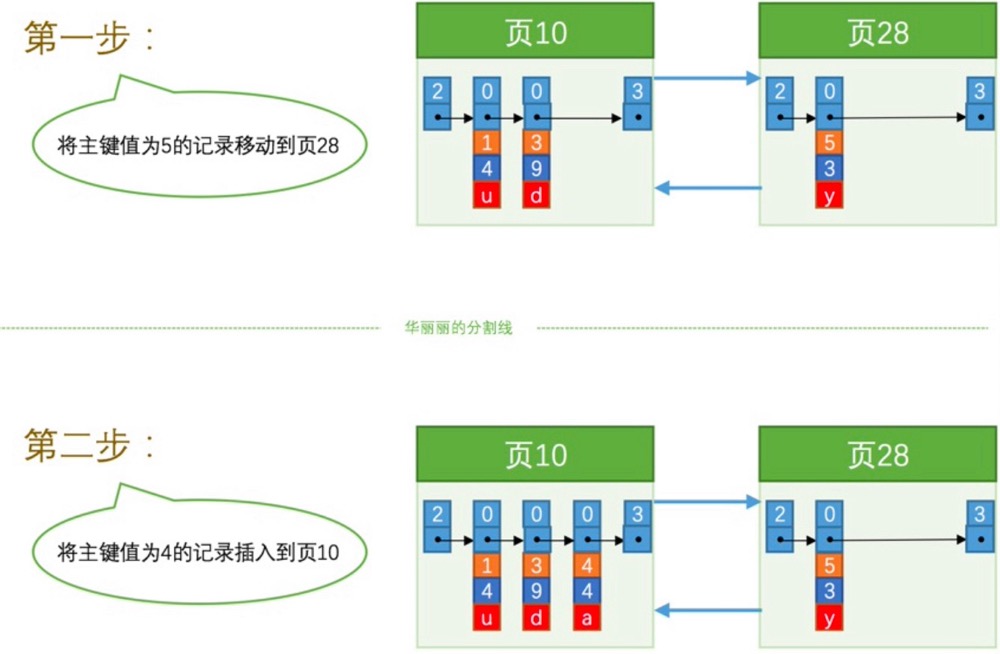 第一步：
将主键值为5的记录移动到页28
页10
2 0 0 3
1 3
4 9
u d
页28
2 0 3
5
3
y
华丽丽的分割线
第二步：
将主键值为4的记录插入到页10
页10
2 0 0 0 3
1 3 4
4 9 4
u d a
页28
2 0 3
5
3
y